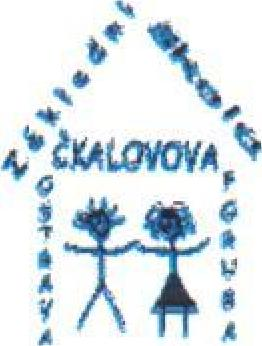 Základní škola
ČKALOVOVA
OSTRAVA
PORUBA